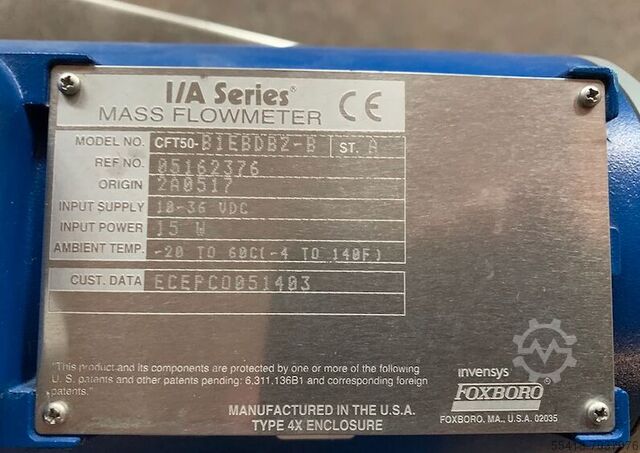 I/A Series®
MASS FLOWMETER CE
MODEL NO. CFT50-B1EBDBZ-B ST. A
REF NO. 05162376
ORIGIN 2A0517
INPUT SUPPLY 10-36 VDC
INPUT POWER 15 W
AMBIENT TEMP. -20 TO 60C(-4 TO 140F)
CUST. DATA ECEPCO051403
"This product and its components are protected by one or more of the following
U. S. patents and other patents pending: 6,311,136B1 and corresponding foreign
patents."
invensys
FOXBORO®
FOXBORO, MA., U.S.A. 02035
MANUFACTURED IN THE U.S.A.
TYPE 4X ENCLOSURE